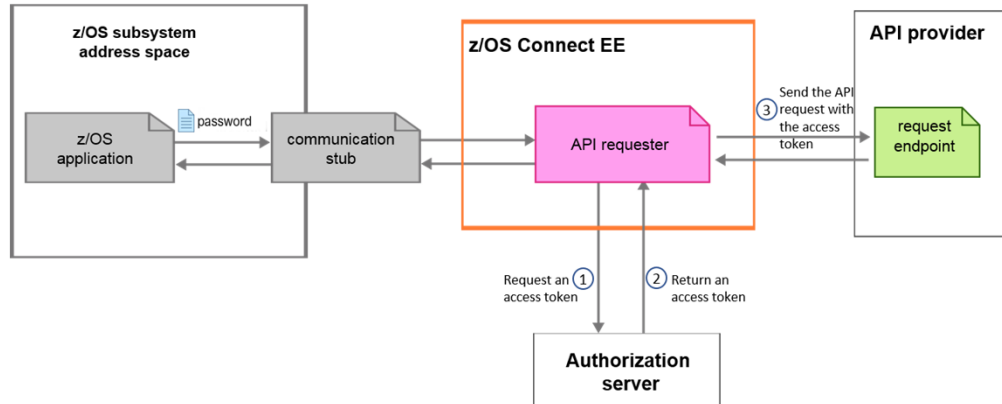 z/OS subsystem
address space
z/OS Connect EE
API provider
password
z/OS
application
communication
stub
API requester
3
Send the API
request with
the access
token
request
endpoint
Request an
access token
1
2
Return an
access token
Authorization
server